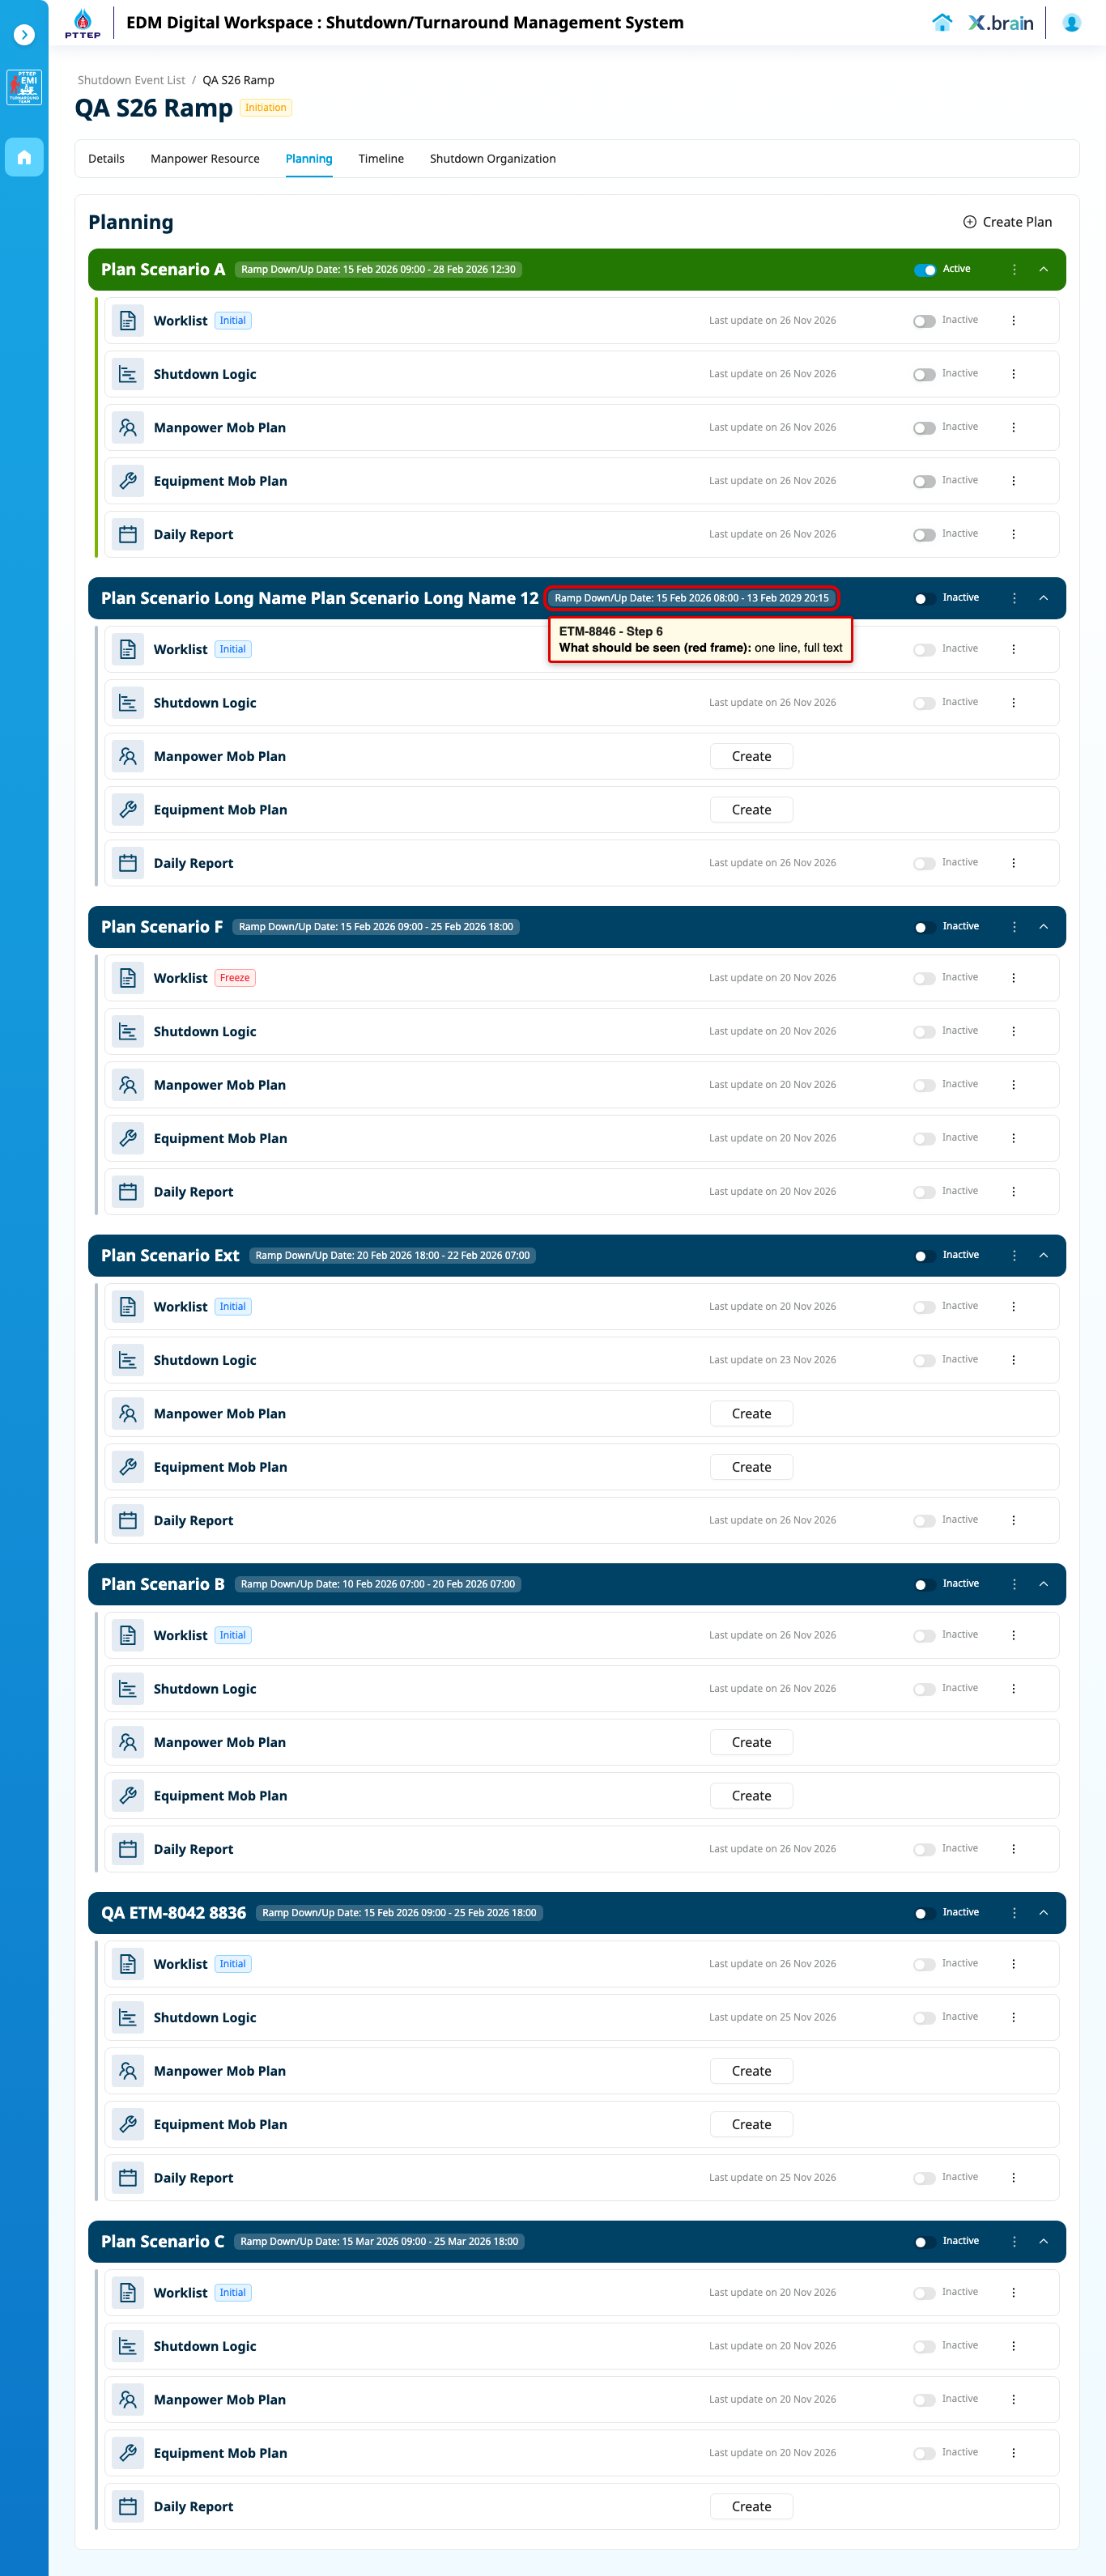 PTTEP
EDM Digital Workspace : Shutdown/Turnaround Management System
X.brain
PTTEP
EMI
TURNAROUND
TEAM
Shutdown Event List / QA S26 Ramp
QA S26 Ramp Initiation
Details Manpower Resource Planning Timeline Shutdown Organization
Planning
Create Plan
Plan Scenario A Ramp Down/Up Date: 15 Feb 2026 09:00 - 28 Feb 2026 12:30 Active
Worklist Initial Last update on 26 Nov 2026 Inactive
Shutdown Logic Last update on 26 Nov 2026 Inactive
Manpower Mob Plan Last update on 26 Nov 2026 Inactive
Equipment Mob Plan Last update on 26 Nov 2026 Inactive
Daily Report Last update on 26 Nov 2026 Inactive
Plan Scenario Long Name Plan Scenario Long Name 12 Ramp Down/Up Date: 15 Feb 2026 08:00 - 13 Feb 2029 20:15 Inactive
ETM-8846 - Step 6
What should be seen (red frame): one line, full text
Worklist Initial Inactive
Shutdown Logic Last update on 26 Nov 2026 Inactive
Manpower Mob Plan Create
Equipment Mob Plan Create
Daily Report Last update on 26 Nov 2026 Inactive
Plan Scenario F Ramp Down/Up Date: 15 Feb 2026 09:00 - 25 Feb 2026 18:00 Inactive
Worklist Freeze Last update on 20 Nov 2026 Inactive
Shutdown Logic Last update on 20 Nov 2026 Inactive
Manpower Mob Plan Last update on 20 Nov 2026 Inactive
Equipment Mob Plan Last update on 20 Nov 2026 Inactive
Daily Report Last update on 20 Nov 2026 Inactive
Plan Scenario Ext Ramp Down/Up Date: 20 Feb 2026 18:00 - 22 Feb 2026 07:00 Inactive
Worklist Initial Last update on 20 Nov 2026 Inactive
Shutdown Logic Last update on 23 Nov 2026 Inactive
Manpower Mob Plan Create
Equipment Mob Plan Create
Daily Report Last update on 26 Nov 2026 Inactive
Plan Scenario B Ramp Down/Up Date: 10 Feb 2026 07:00 - 20 Feb 2026 07:00 Inactive
Worklist Initial Last update on 26 Nov 2026 Inactive
Shutdown Logic Last update on 26 Nov 2026 Inactive
Manpower Mob Plan Create
Equipment Mob Plan Create
Daily Report Last update on 26 Nov 2026 Inactive
QA ETM-8042 8836 Ramp Down/Up Date: 15 Feb 2026 09:00 - 25 Feb 2026 18:00 Inactive
Worklist Initial Last update on 26 Nov 2026 Inactive
Shutdown Logic Last update on 25 Nov 2026 Inactive
Manpower Mob Plan Create
Equipment Mob Plan Create
Daily Report Last update on 25 Nov 2026 Inactive
Plan Scenario C Ramp Down/Up Date: 15 Mar 2026 09:00 - 25 Mar 2026 18:00 Inactive
Worklist Initial Last update on 20 Nov 2026 Inactive
Shutdown Logic Last update on 20 Nov 2026 Inactive
Manpower Mob Plan Last update on 20 Nov 2026 Inactive
Equipment Mob Plan Last update on 20 Nov 2026 Inactive
Daily Report Create